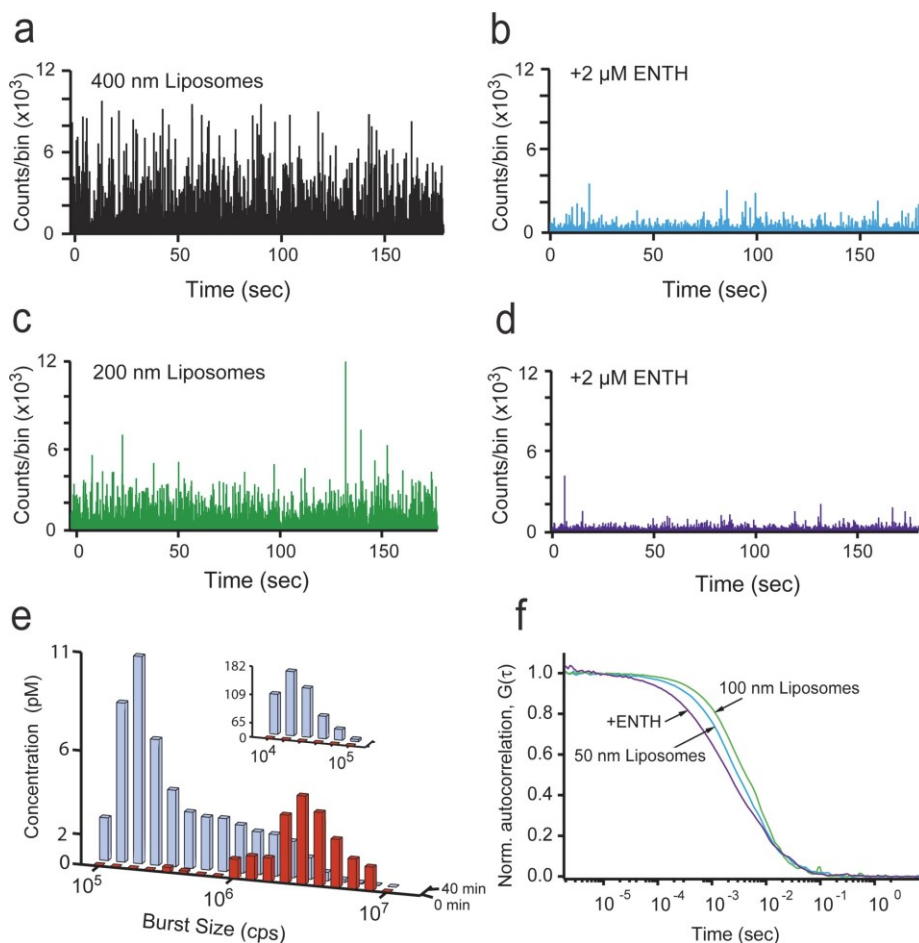 a
400 nm Liposomes
Counts/bin (x10³)
12
6
0
0 50 100 150
Time (sec)
b
+2 µM ENTH
Counts/bin (x10³)
12
6
0
0 50 100 150
Time (sec)
c
200 nm Liposomes
Counts/bin (x10³)
12
6
0
0 50 100 150
Time (sec)
d
+2 µM ENTH
Counts/bin (x10³)
12
6
0
0 50 100 150
Time (sec)
e
Concentration (pM)
11
6
2
0
182
109
65
0
10⁴ 10⁵
10⁵ 10⁶ 10⁷
40 min
0 min
Burst Size (cps)
f
Norm. autocorrelation, G(τ)
1.0
0.8
0.6
0.4
0.2
0.0
100 nm Liposomes
+ENTH
50 nm Liposomes
10⁻⁵ 10⁻⁴ 10⁻³ 10⁻² 10⁻¹ 10⁰
Time (sec)